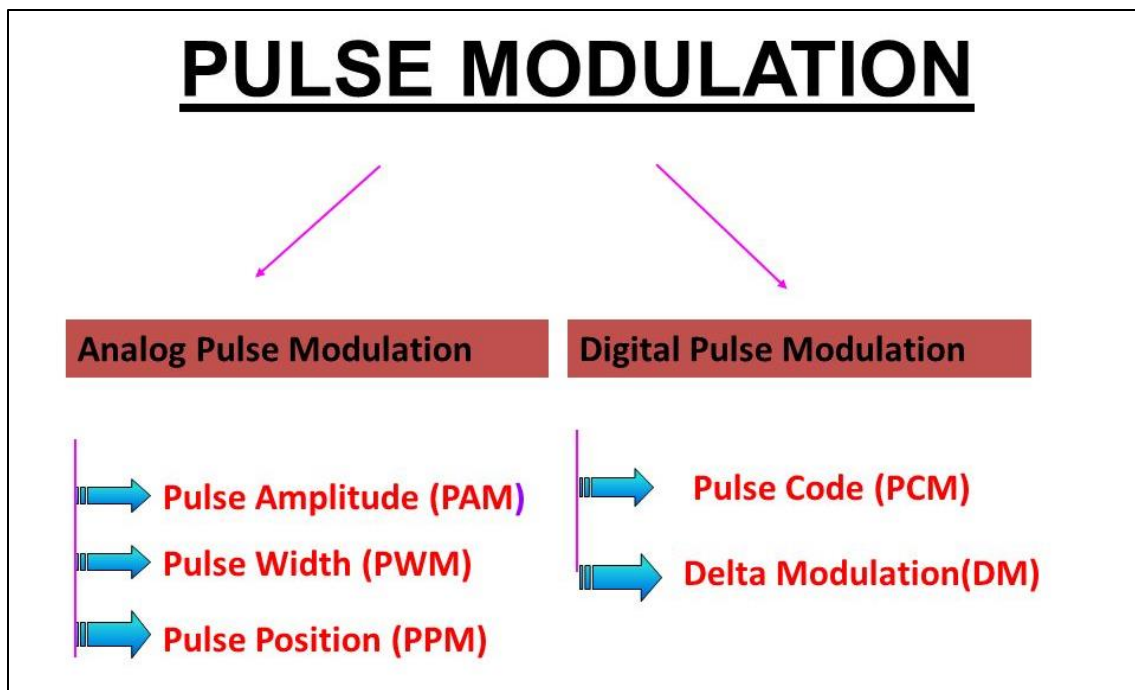 PULSE MODULATION
Analog Pulse Modulation
Pulse Amplitude (PAM)
Pulse Width (PWM)
Pulse Position (PPM)
Digital Pulse Modulation
Pulse Code (PCM)
Delta Modulation(DM)